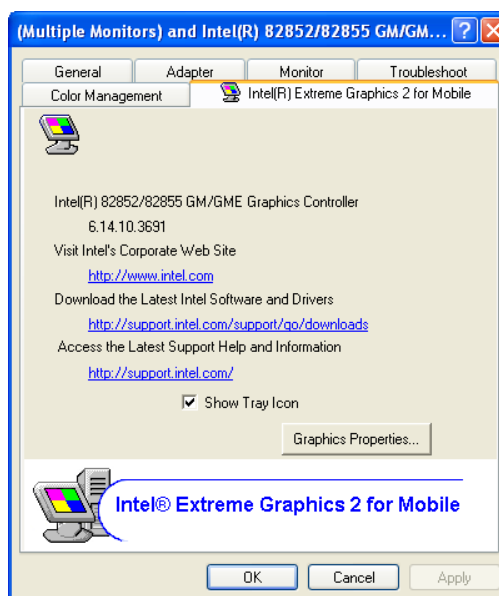 (Multiple Monitors) and Intel(R) 82852/82855 GM/GM...
General Adapter Monitor Troubleshoot
Color Management Intel(R) Extreme Graphics 2 for Mobile
Intel(R) 82852/82855 GM/GME Graphics Controller
6.14.10.3691
Visit Intel's Corporate Web Site
http://www.intel.com
Download the Latest Intel Software and Drivers
http://support.intel.com/support/go/downloads
Access the Latest Support Help and Information
http://support.intel.com/
Show Tray Icon
Graphics Properties...
Intel® Extreme Graphics 2 for Mobile
OK Cancel Apply